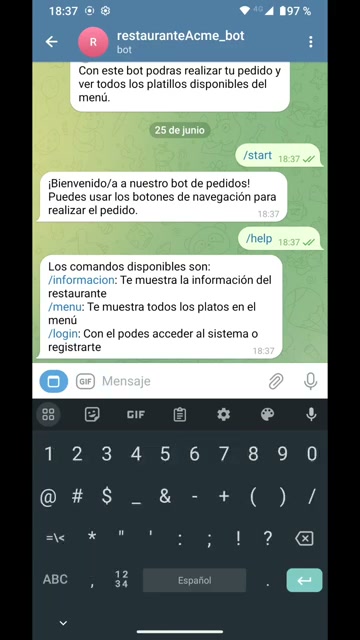 18:37
4G
97 %
R
restauranteAcme_bot
bot
Con este bot podras realizar tu pedido y
ver todos los platillos disponibles del
menú.
25 de junio
/start 18:37
¡Bienvenido/a a nuestro bot de pedidos!
Puedes usar los botones de navegación para
realizar el pedido.
18:37
/help 18:37
Los comandos disponibles son:
/informacion: Te muestra la información del
restaurante
/menu: Te muestra todos los platos en el
menú
/login: Con el podes acceder al sistema o
registrarte
18:37
GIF Mensaje
GIF
1 2 3 4 5 6 7 8 9 0
@ # $ _ & - + ( ) /
=\< * " ' : ; ! ?
ABC , 12 Español .
34